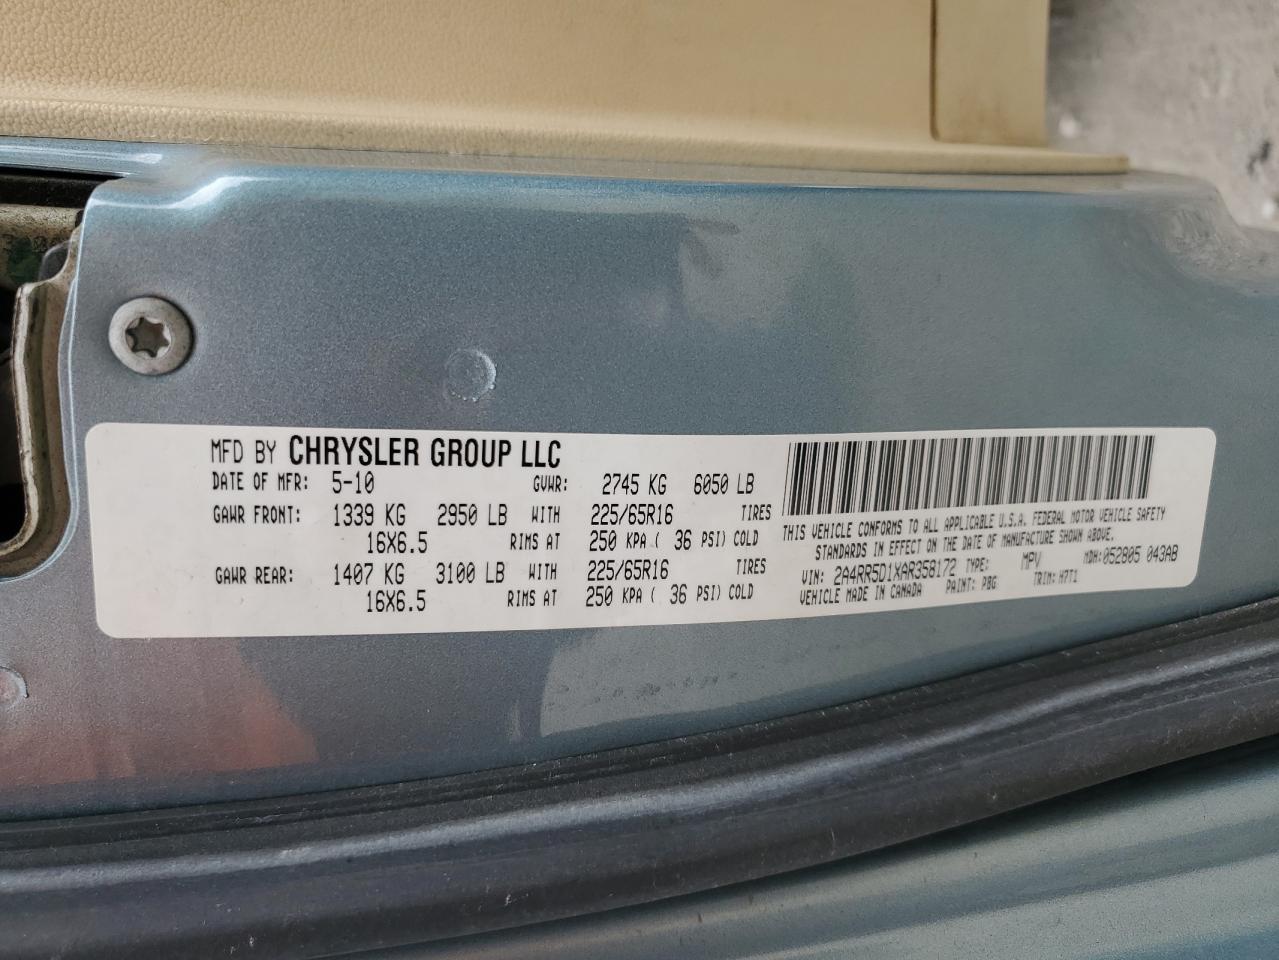 MFD BY CHRYSLER GROUP LLC
DATE OF MFR: 5-10 GVWR: 2745 KG 6050 LB
GAWR FRONT: 1339 KG 2950 LB WITH 225/65R16 TIRES
16X6.5 RIMS AT 250 KPA ( 36 PSI) COLD
GAWR REAR: 1407 KG 3100 LB WITH 225/65R16 TIRES
16X6.5 RIMS AT 250 KPA ( 36 PSI) COLD
THIS VEHICLE CONFORMS TO ALL APPLICABLE U.S.A. FEDERAL MOTOR VEHICLE SAFETY
STANDARDS IN EFFECT ON THE DATE OF MANUFACTURE SHOWN ABOVE.
VIN: 2A4RR5D1XAR358172 TYPE: MPV MDH:052805 043AB
VEHICLE MADE IN CANADA PAINT: PBG TRIM: H7T1